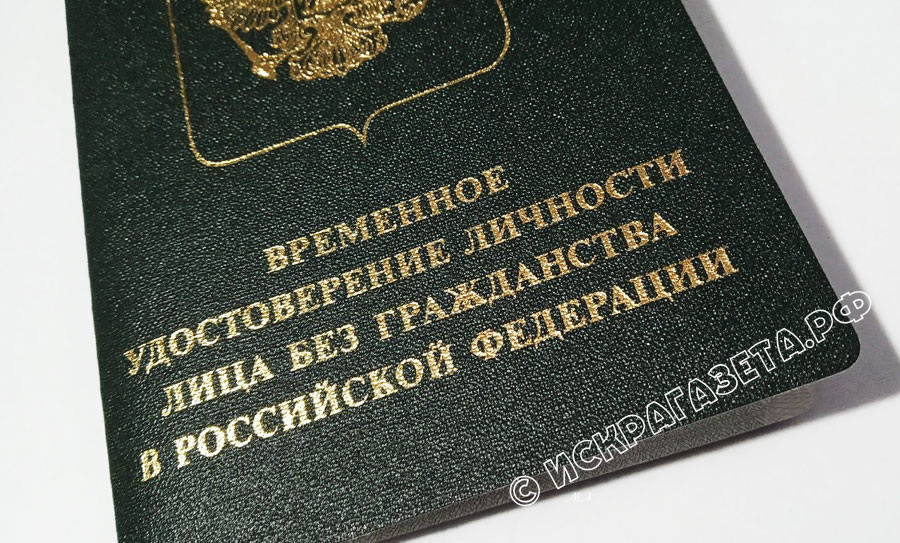 ВРЕМЕННОЕ
УДОСТОВЕРЕНИЕ ЛИЧНОСТИ
ЛИЦА БЕЗ ГРАЖДАНСТВА
В РОССИЙСКОЙ ФЕДЕРАЦИИ
© ИСКРАГАЗЕТА.РФ